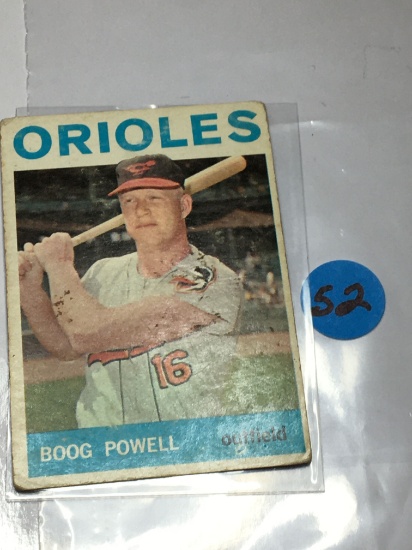 ORIOLES
16
52
BOOG POWELL outfield